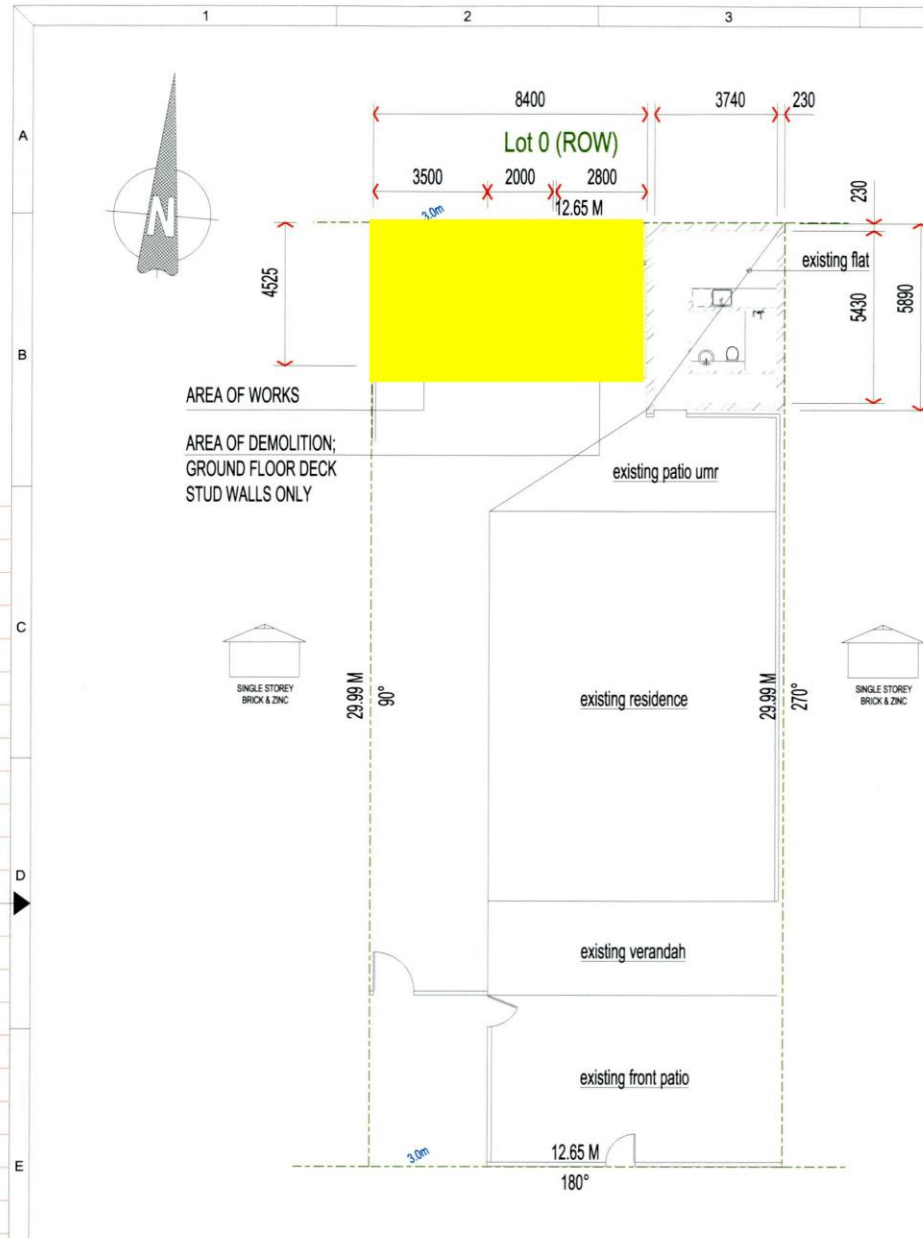 1
2
3
A
8400
3740
230
Lot 0 (ROW)
3500
2000
2800
230
3.0m
12.65 M
N
4525
existing flat
5430
5890
B
AREA OF WORKS
AREA OF DEMOLITION;
GROUND FLOOR DECK
STUD WALLS ONLY
existing patio umr
C
SINGLE STOREY
BRICK & ZINC
29.99 M
90°
existing residence
29.99 M
270°
SINGLE STOREY
BRICK & ZINC
D
existing verandah
existing front patio
E
3.0m
12.65 M
180°